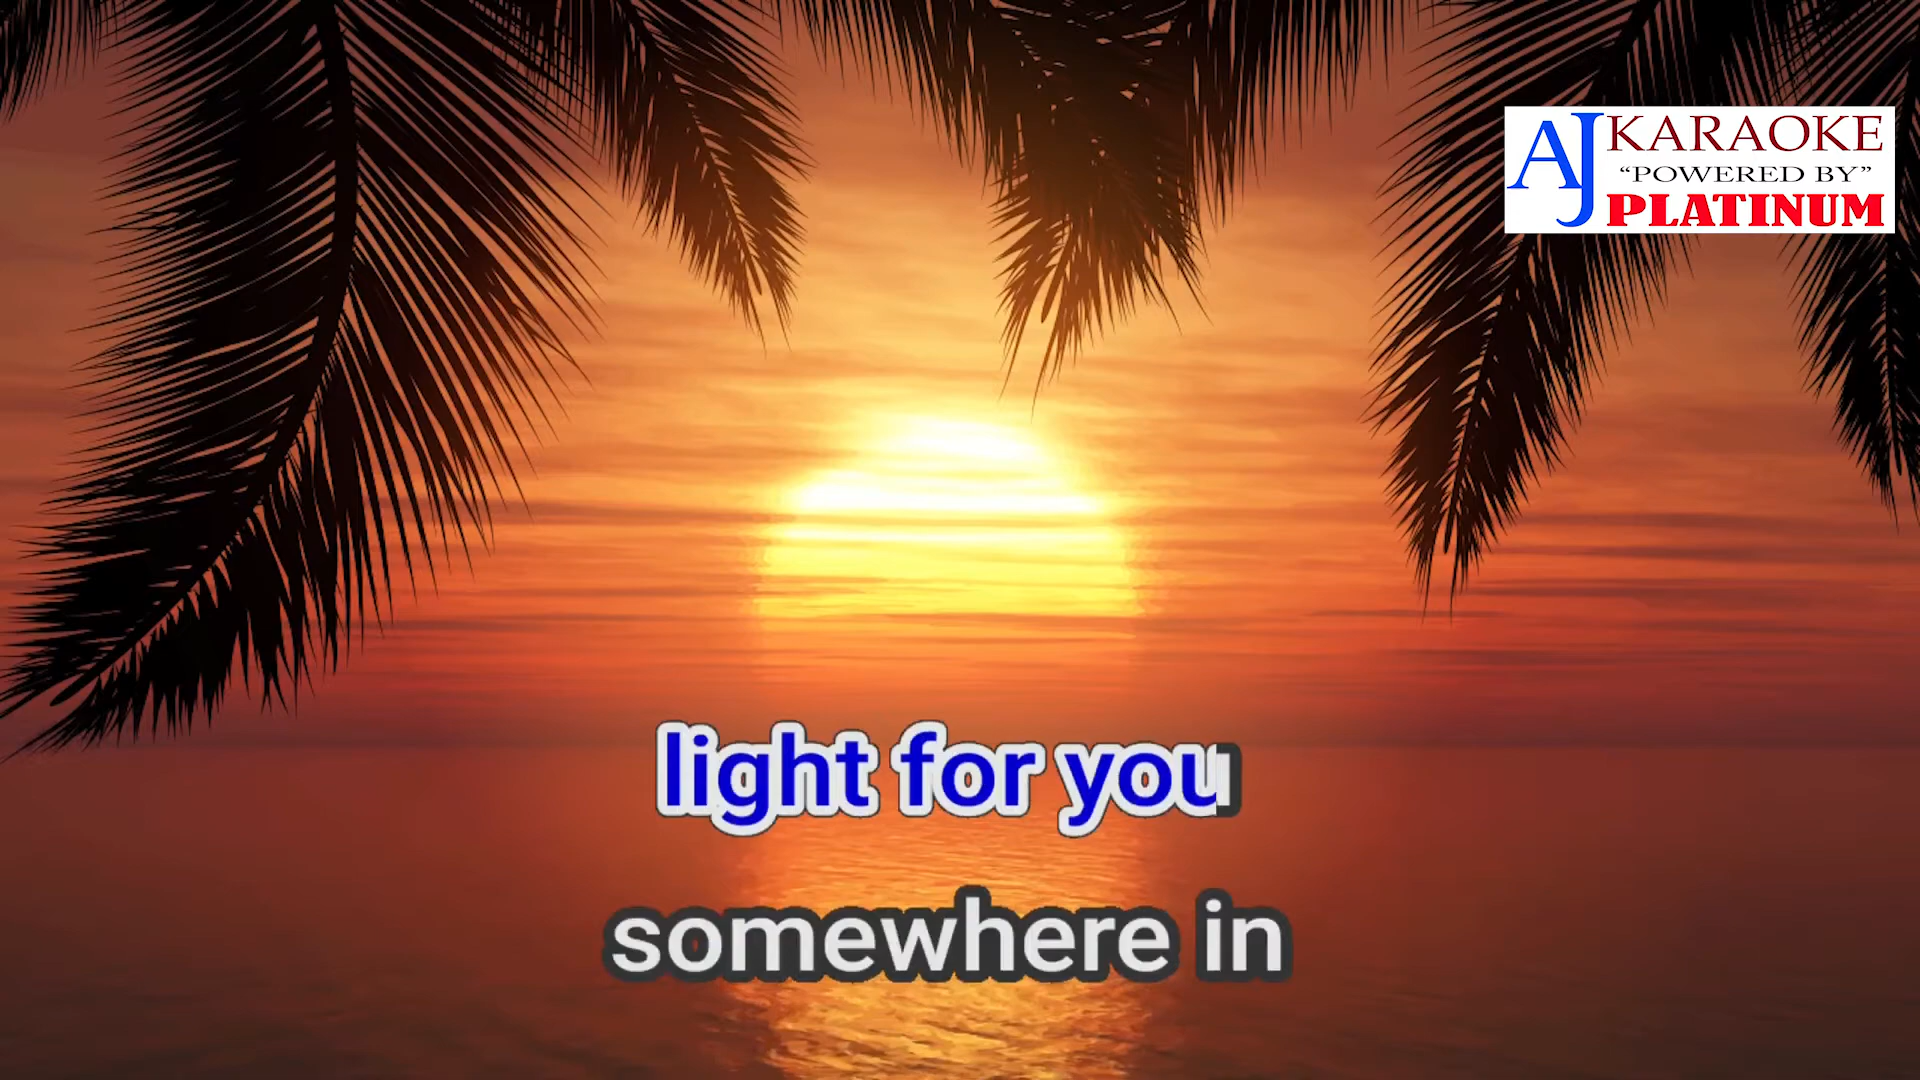 AJ KARAOKE
“POWERED BY”
PLATINUM
light for you
somewhere in